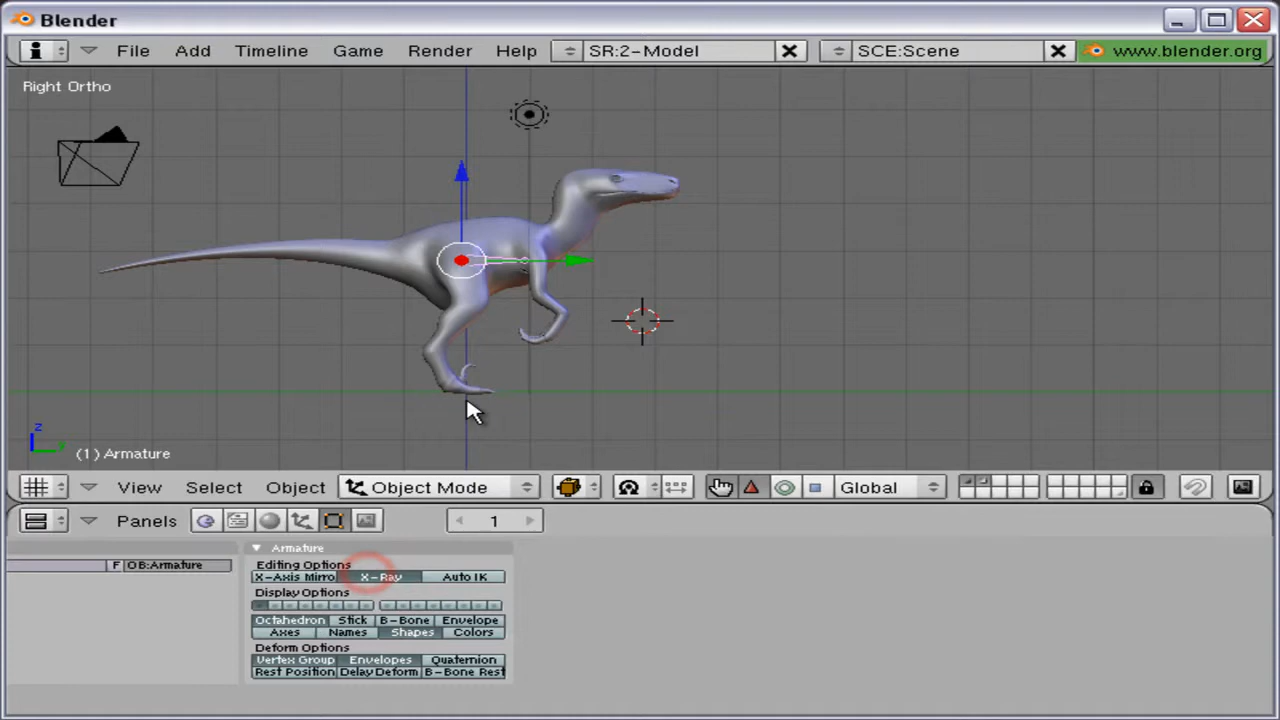 Blender
File Add Timeline Game Render Help SR:2-Model SCE:Scene www.blender.org
Right Ortho
z
y
(1) Armature
View Select Object Object Mode Global
Panels 1
Armature
F OB:Armature
Editing Options
X-Axis Mirro X-Ray Auto IK
Display Options
Octahedron Stick B-Bone Envelope
Axes Names Shapes Colors
Deform Options
Vertex Group Envelopes Quaternion
Rest Position Delay Deform B-Bone Rest